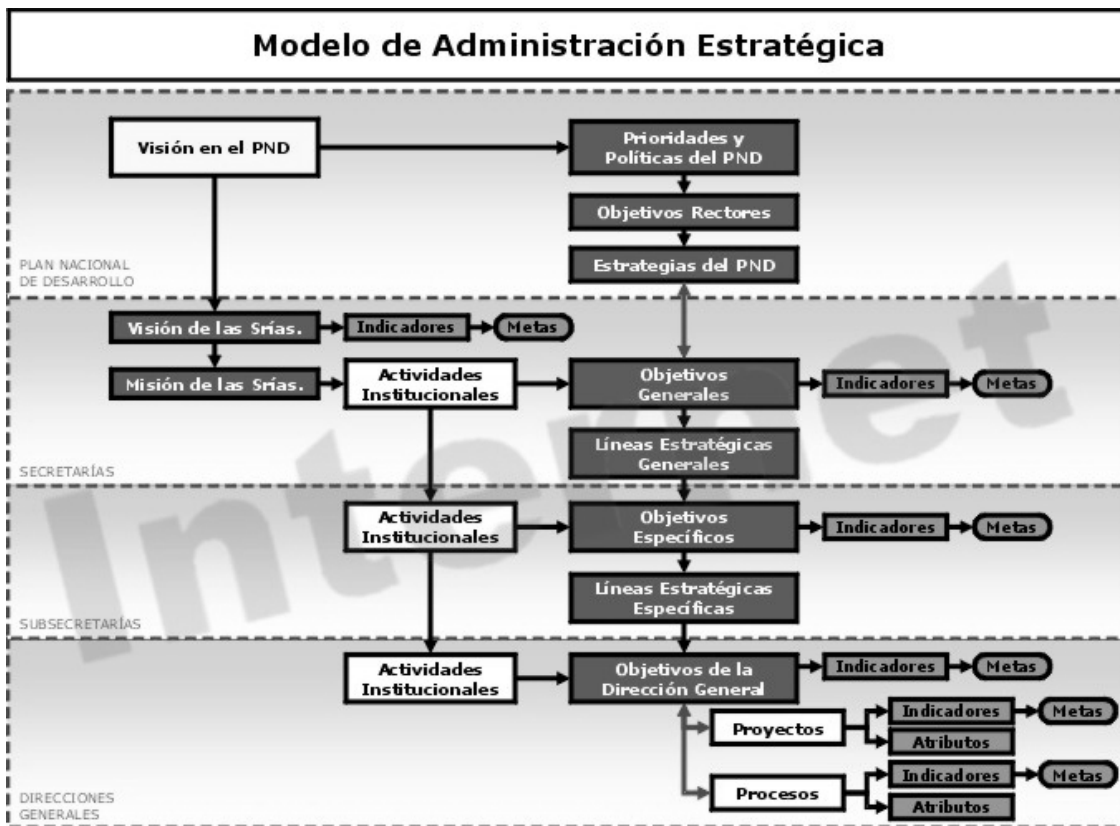 Modelo de Administración Estratégica
Visión en el PND
Prioridades y
Políticas del PND
Objetivos Rectores
Estrategias del PND
PLAN NACIONAL
DE DESARROLLO
Visión de las Srías.
Indicadores
Metas
Misión de las Srías.
Actividades
Institucionales
Objetivos
Generales
Indicadores
Metas
Líneas Estratégicas
Generales
SECRETARÍAS
Actividades
Institucionales
Objetivos
Específicos
Indicadores
Metas
Líneas Estratégicas
Específicas
SUBSECRETARÍAS
Actividades
Institucionales
Objetivos de la
Dirección General
Indicadores
Metas
Proyectos
Indicadores
Metas
Atributos
Procesos
Indicadores
Metas
Atributos
DIRECCIONES
GENERALES
Internet